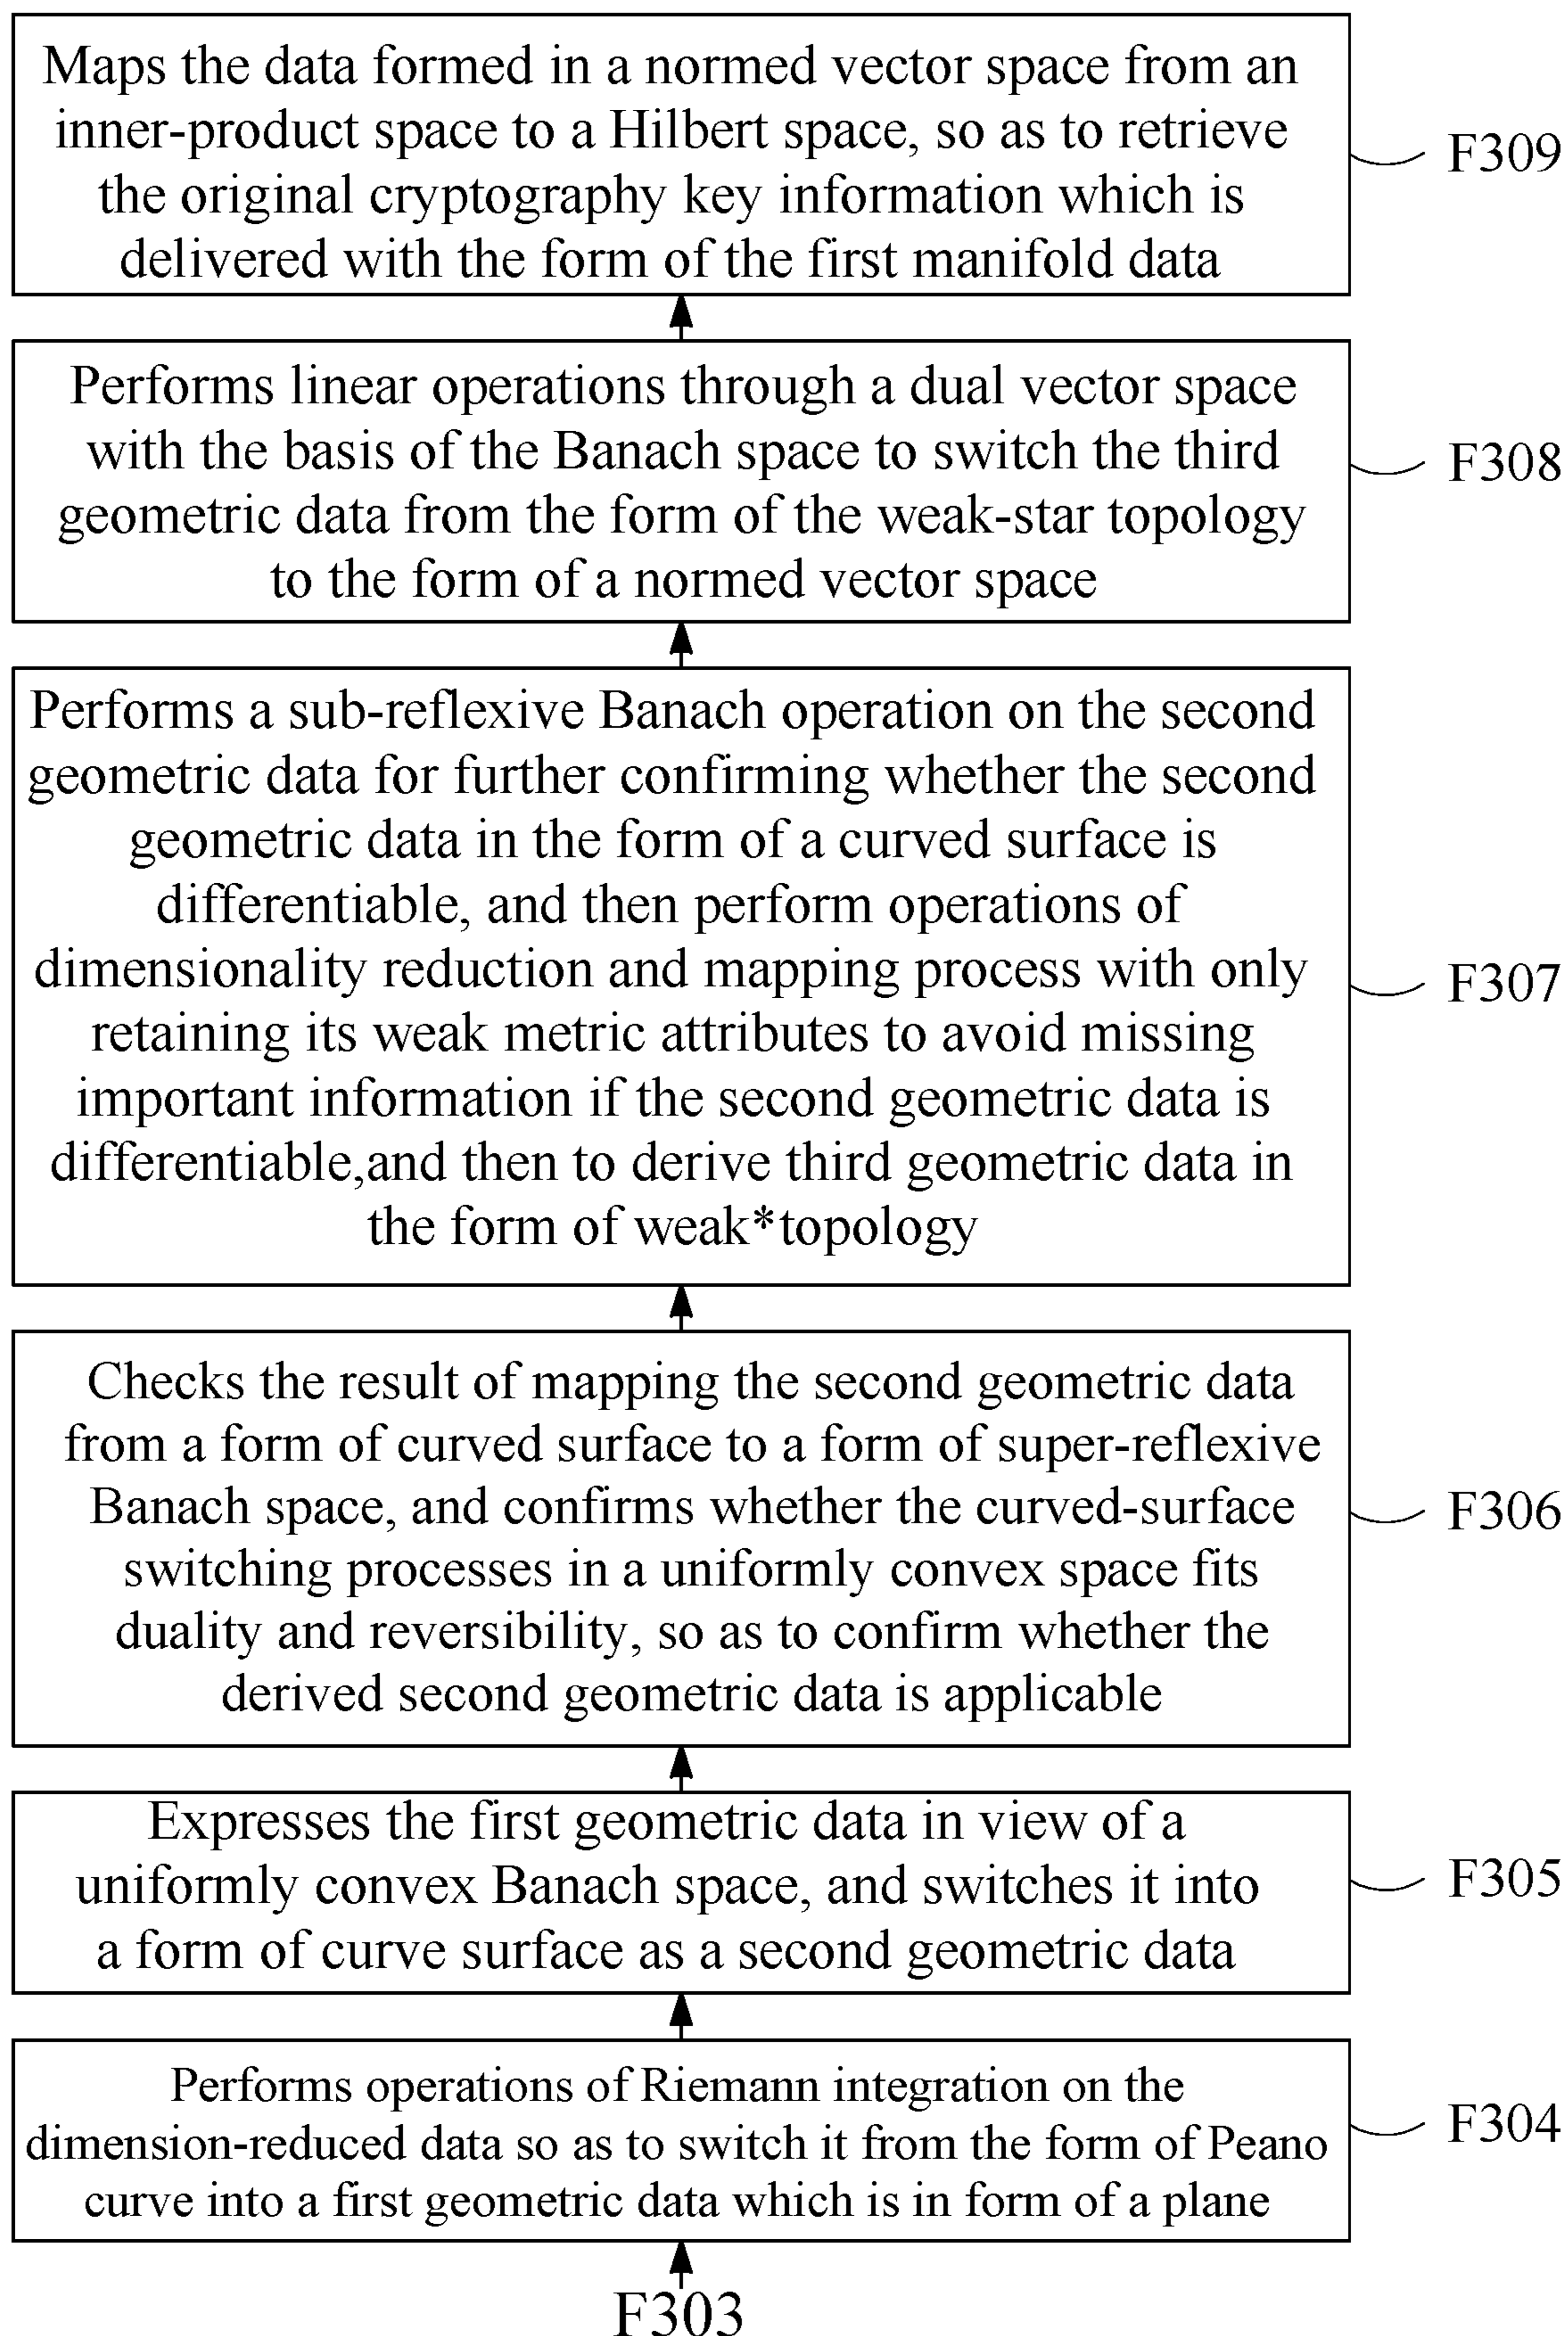 Maps the data formed in a normed vector space from an
inner-product space to a Hilbert space, so as to retrieve
the original cryptography key information which is
delivered with the form of the first manifold data
F309
Performs linear operations through a dual vector space
with the basis of the Banach space to switch the third
geometric data from the form of the weak-star topology
to the form of a normed vector space
F308
Performs a sub-reflexive Banach operation on the second
geometric data for further confirming whether the second
geometric data in the form of a curved surface is
differentiable, and then perform operations of
dimensionality reduction and mapping process with only
retaining its weak metric attributes to avoid missing
important information if the second geometric data is
differentiable,and then to derive third geometric data in
the form of weak*topology
F307
Checks the result of mapping the second geometric data
from a form of curved surface to a form of super-reflexive
Banach space, and confirms whether the curved-surface
switching processes in a uniformly convex space fits
duality and reversibility, so as to confirm whether the
derived second geometric data is applicable
F306
Expresses the first geometric data in view of a
uniformly convex Banach space, and switches it into
a form of curve surface as a second geometric data
F305
Performs operations of Riemann integration on the
dimension-reduced data so as to switch it from the form of Peano
curve into a first geometric data which is in form of a plane
F304
F303